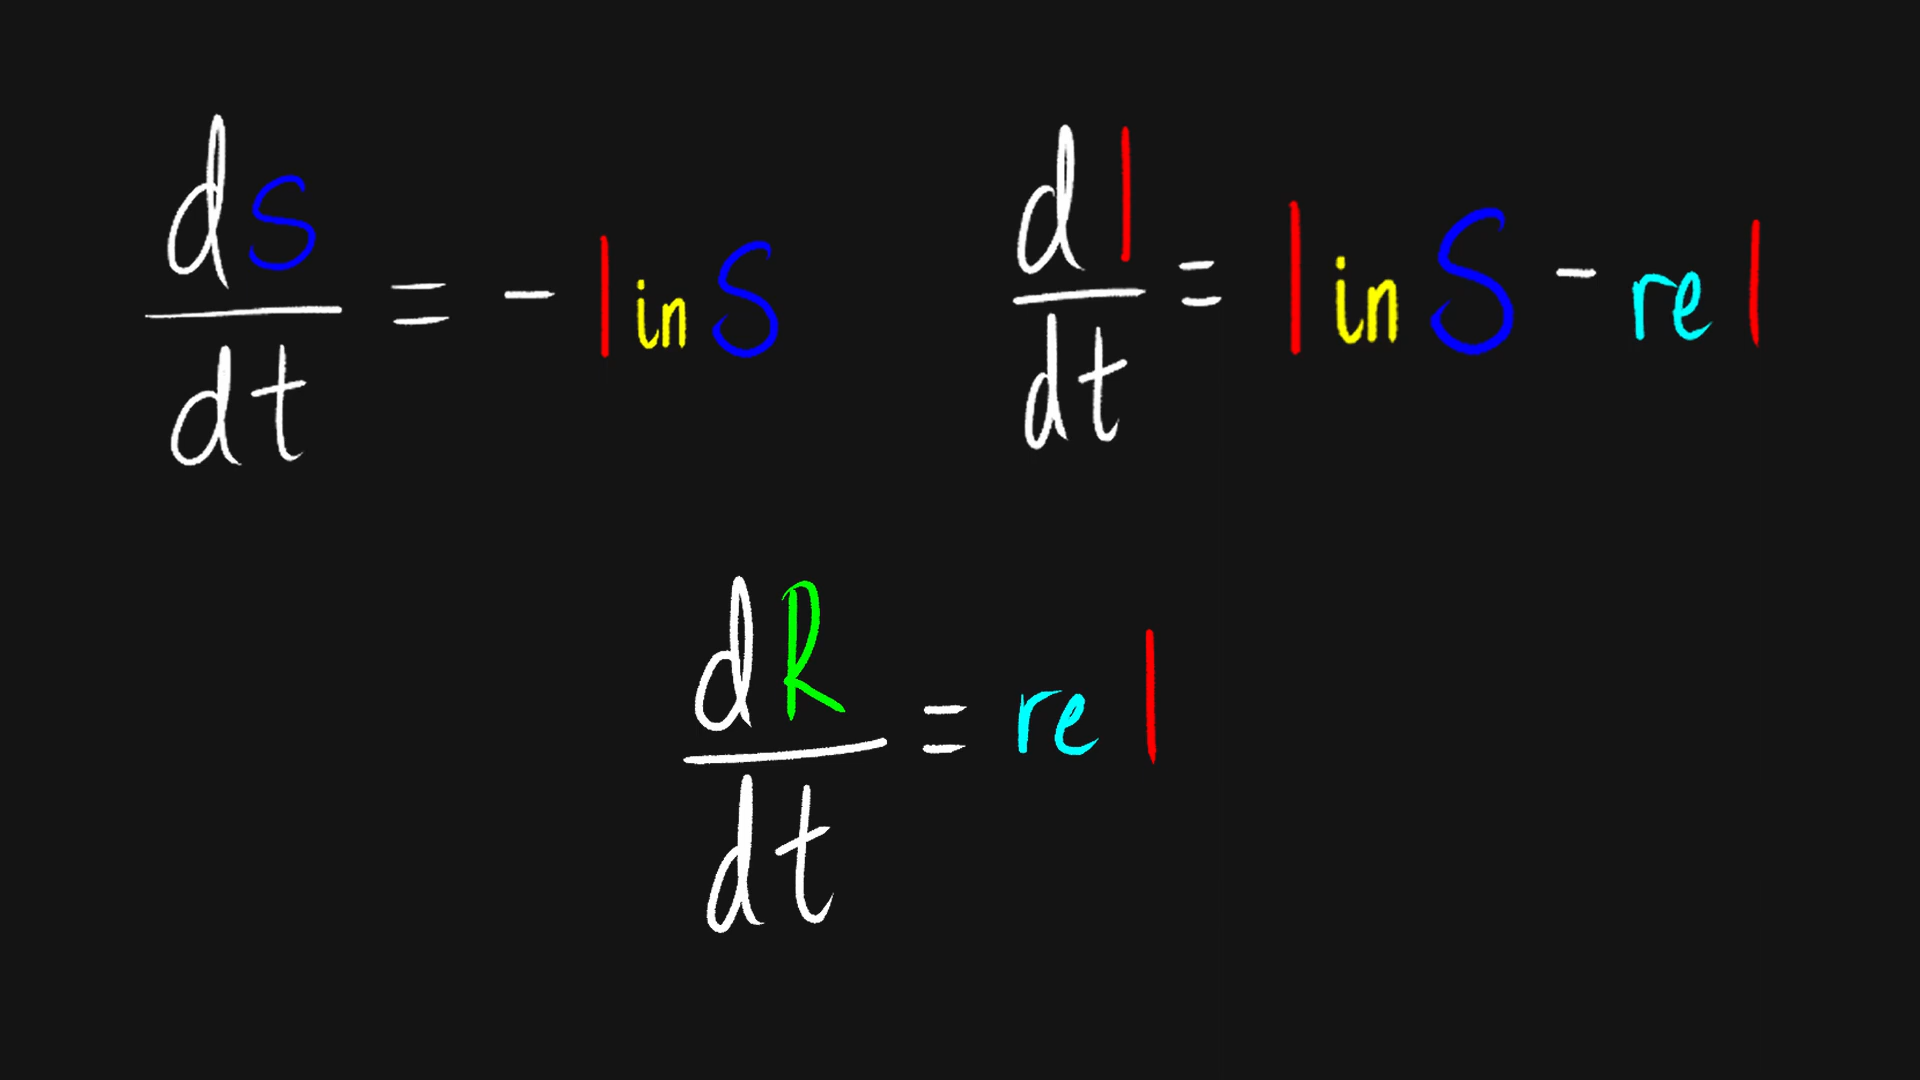 dS/dt = - I in S
dI/dt = I in S - re I
dR/dt = re I